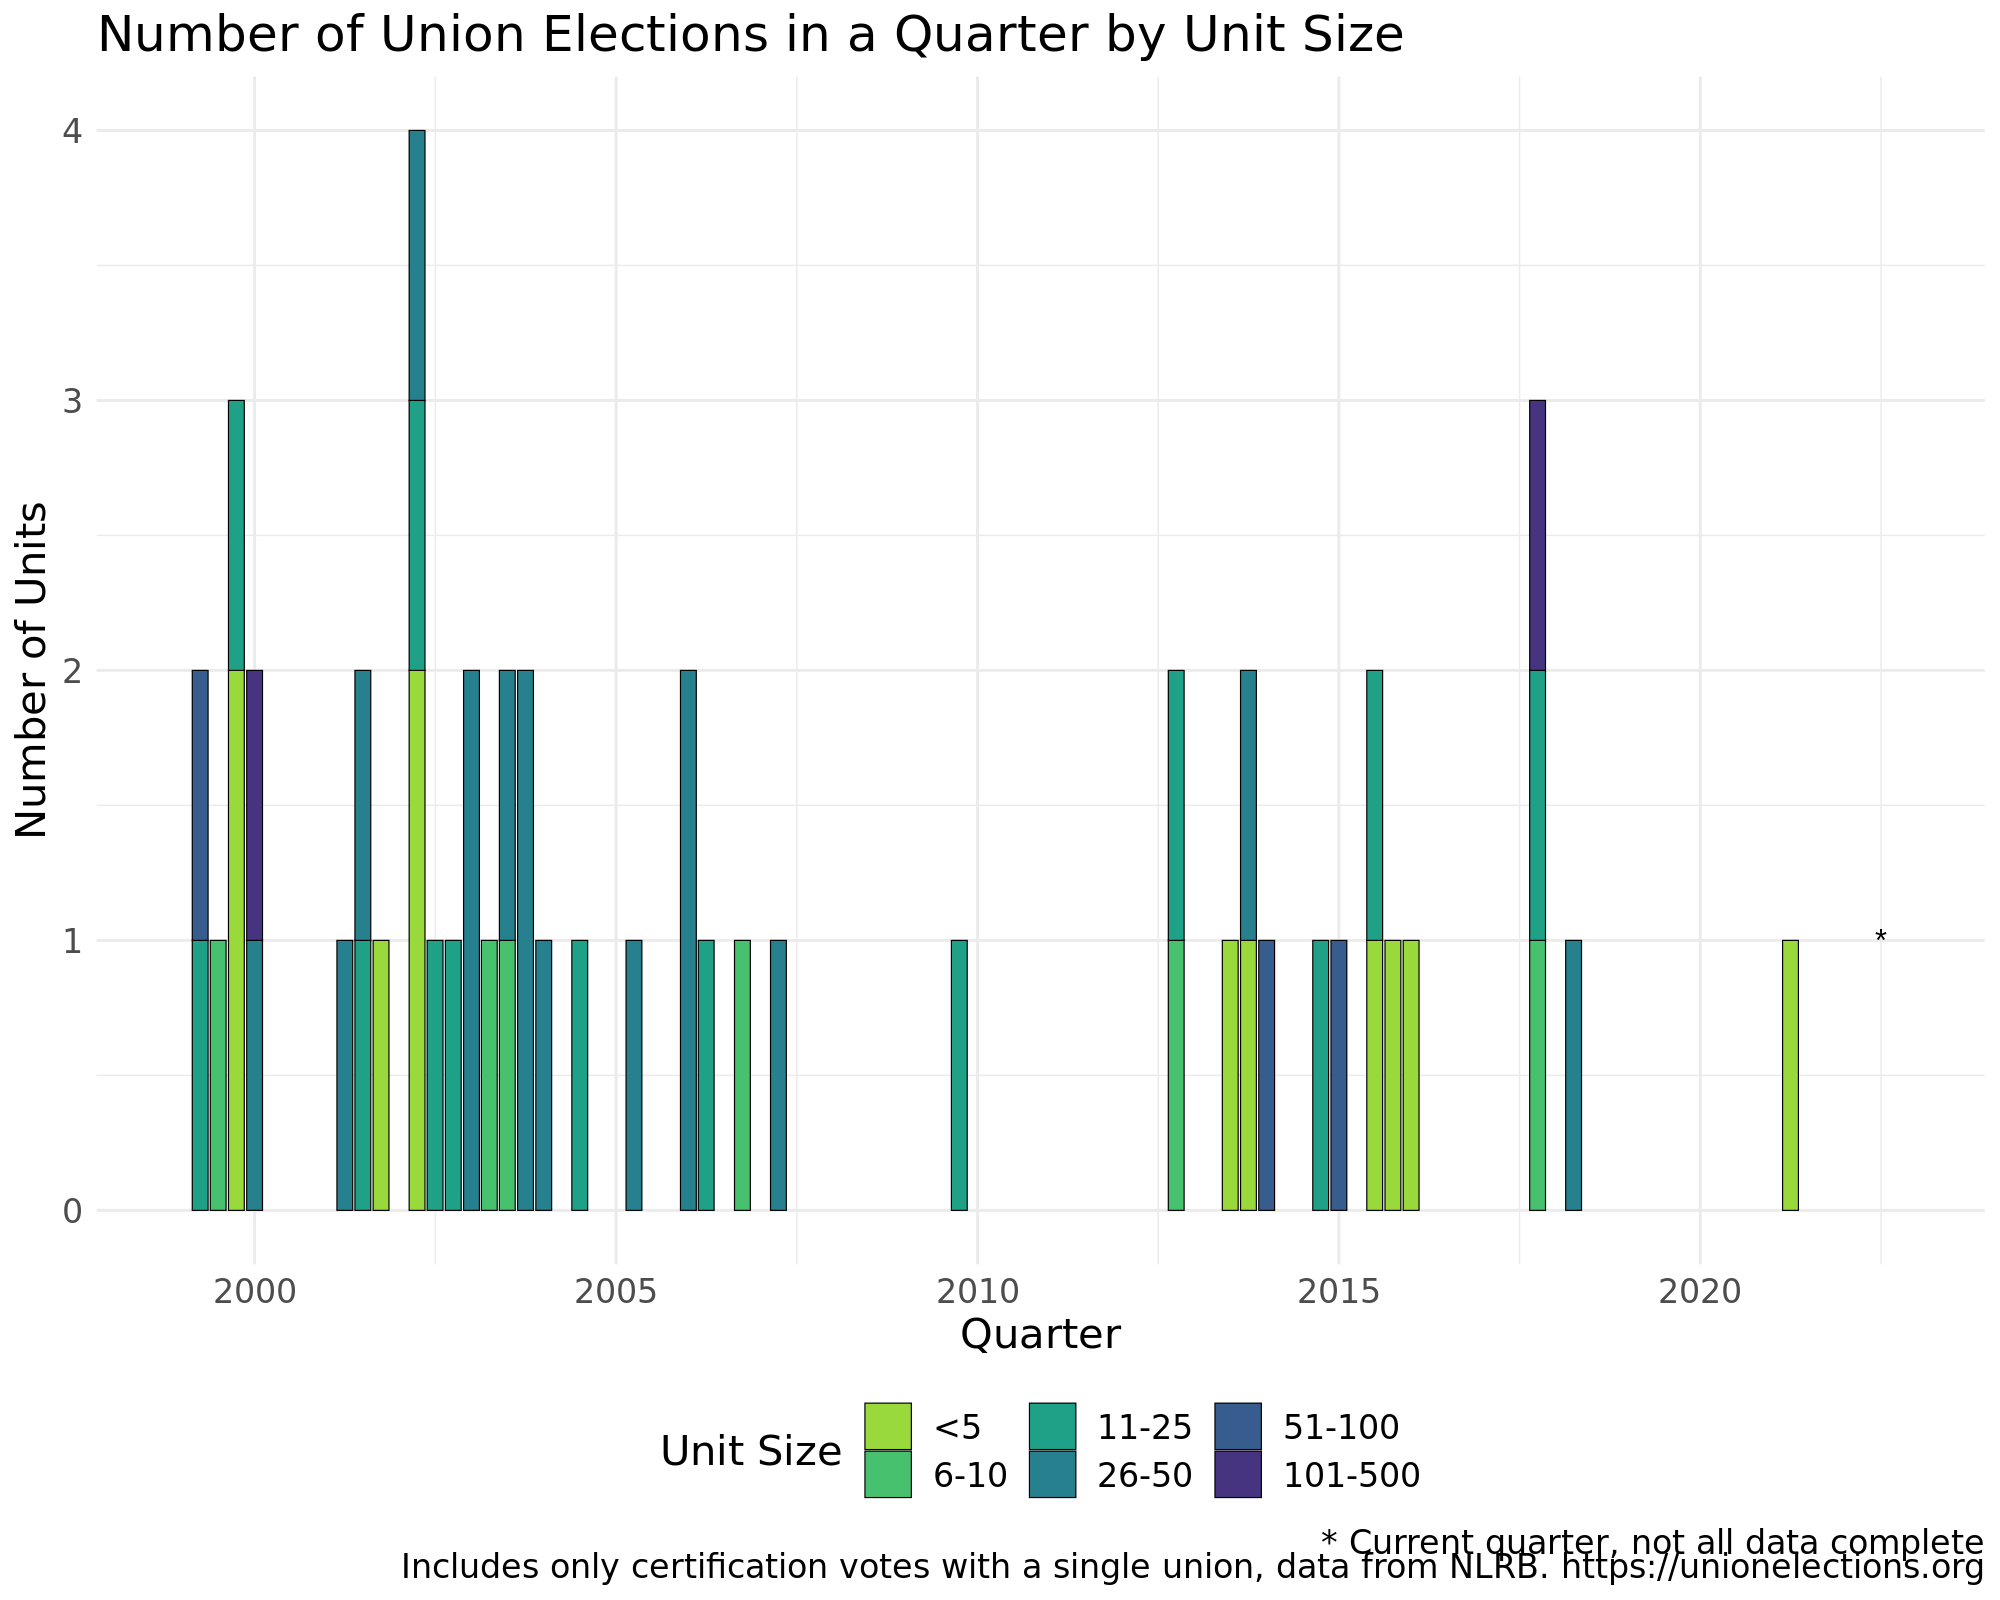 Number of Union Elections in a Quarter by Unit Size
Number of Units
4
3
2
1
0
*
2000 2005 2010 2015 2020
Quarter
Unit Size
<5 11-25 51-100
6-10 26-50 101-500
* Current quarter, not all data complete
Includes only certification votes with a single union, data from NLRB. https://unionelections.org